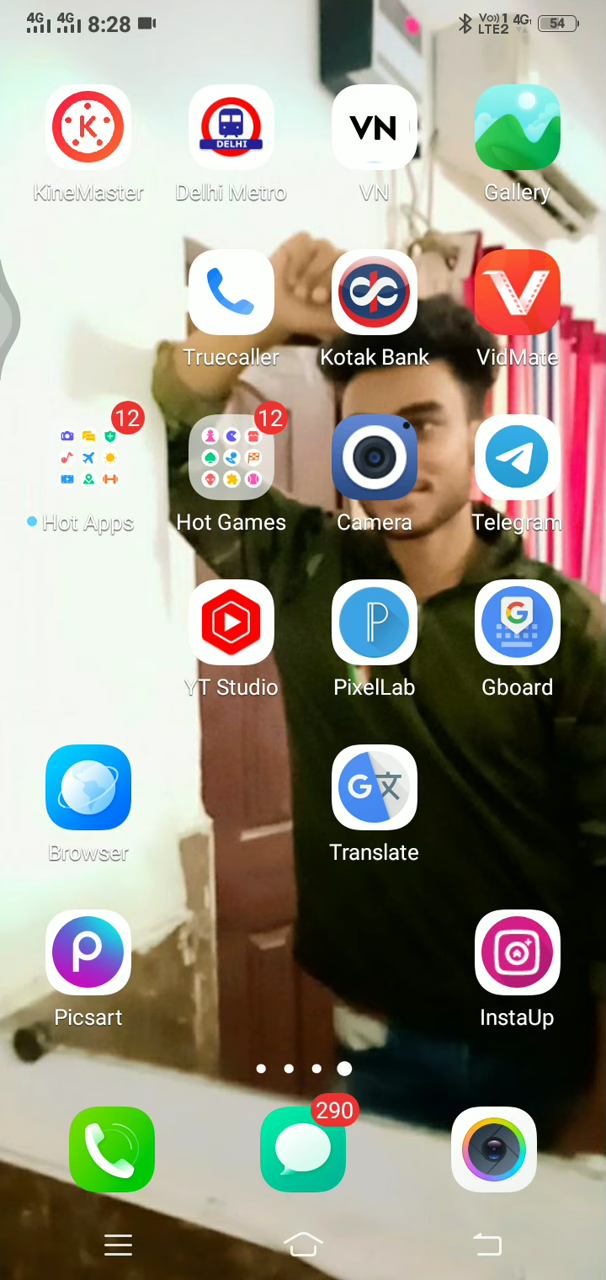 4G 4G 8:28 Vo)) 1 LTE2 4G 54
K DELHI VN
KineMaster Delhi Metro VN Gallery
Truecaller Kotak Bank VidMate
12 12
Hot Apps Hot Games Camera Telegram
G
YT Studio PixelLab Gboard
G 文
Browser Translate
Picsart InstaUp
290